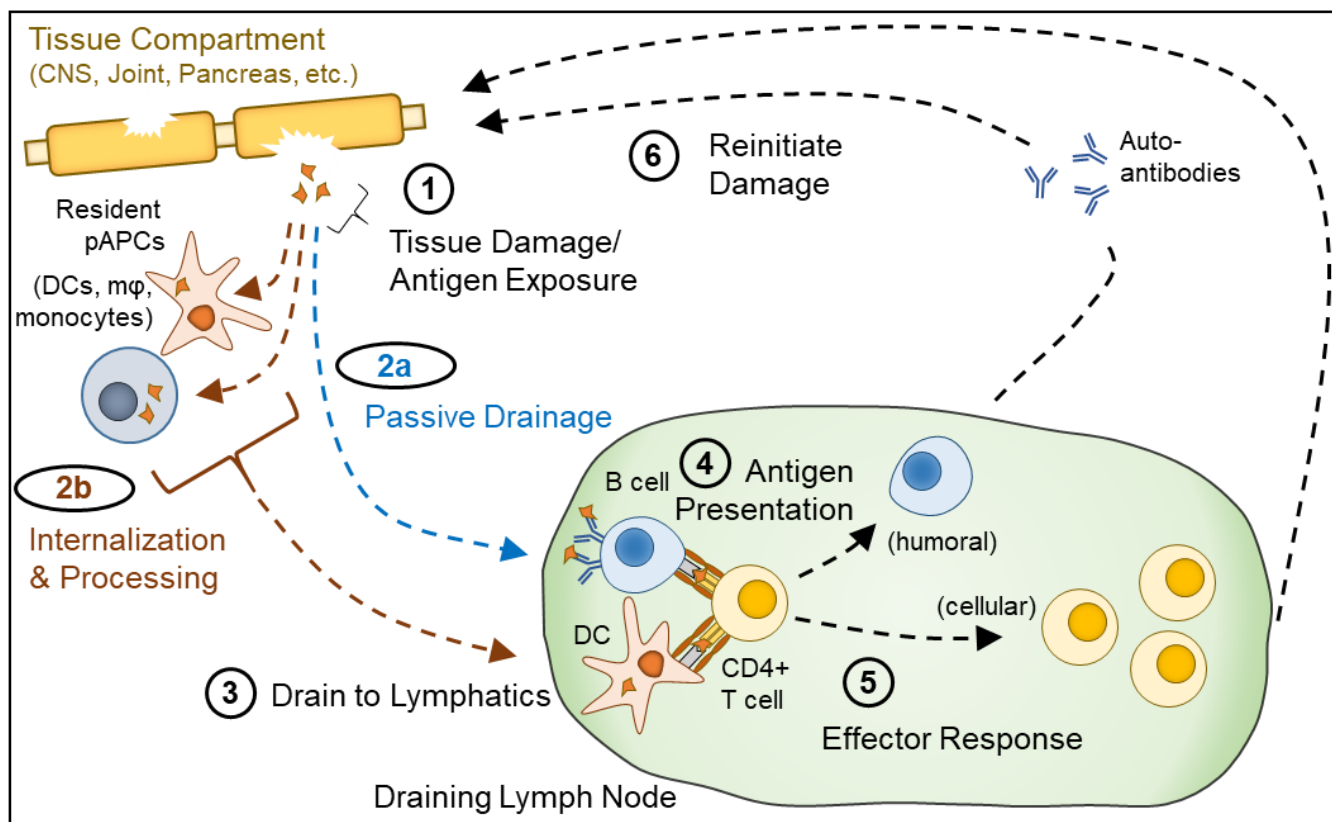 Tissue Compartment
(CNS, Joint, Pancreas, etc.)
1
Tissue Damage/
Antigen Exposure
Resident
pAPCs
(DCs, mφ,
monocytes)
2a
Passive Drainage
2b
Internalization
& Processing
3
Drain to Lymphatics
Draining Lymph Node
B cell
DC
CD4+
T cell
4
Antigen
Presentation
(humoral)
(cellular)
5
Effector Response
6
Reinitiate
Damage
Auto-
antibodies